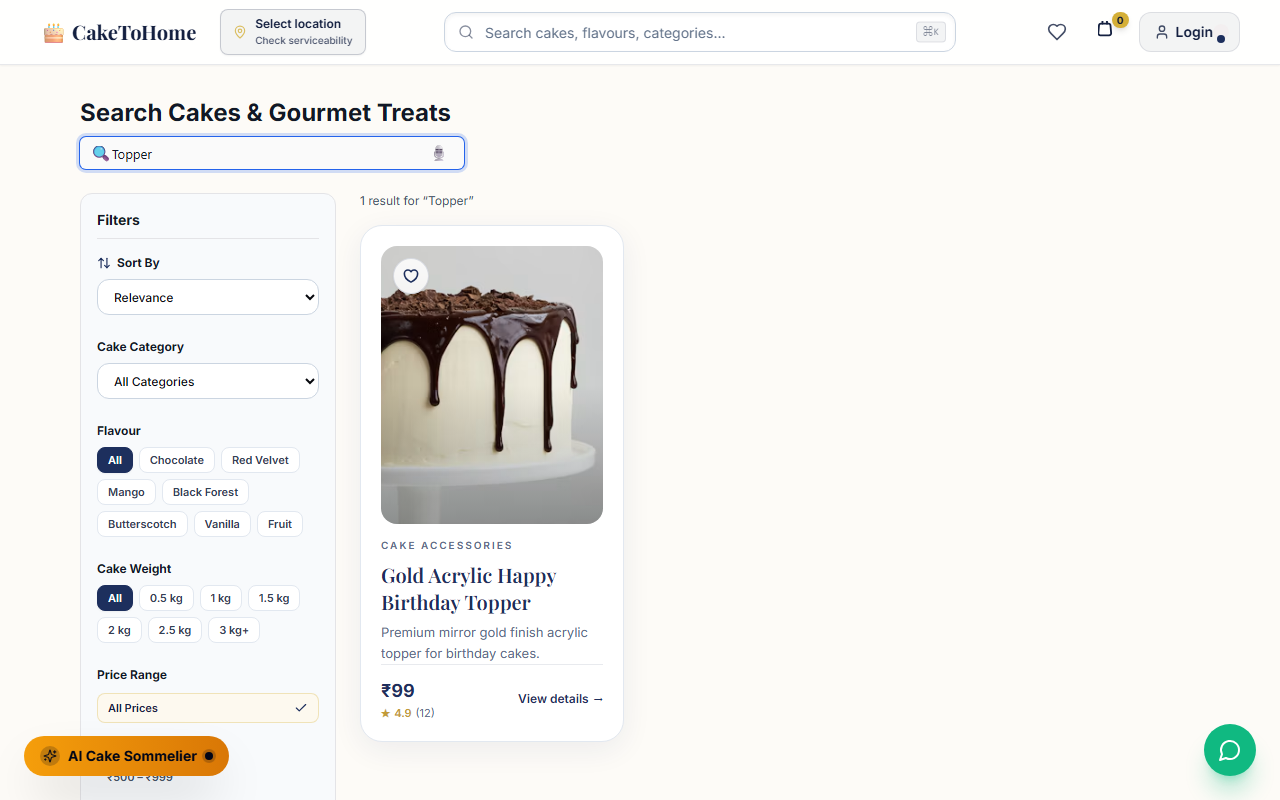 CakeToHome
Select location
Check serviceability
Search cakes, flavours, categories...
⌘K
0
Login
Search Cakes & Gourmet Treats
Topper
Filters
Sort By
Relevance
Cake Category
All Categories
Flavour
All
Chocolate
Red Velvet
Mango
Black Forest
Butterscotch
Vanilla
Fruit
Cake Weight
All
0.5 kg
1 kg
1.5 kg
2 kg
2.5 kg
3 kg+
Price Range
All Prices
₹500 – ₹999
AI Cake Sommelier
1 result for “Topper”
CAKE ACCESSORIES
Gold Acrylic Happy
Birthday Topper
Premium mirror gold finish acrylic
topper for birthday cakes.
₹99
★ 4.9 (12)
View details →